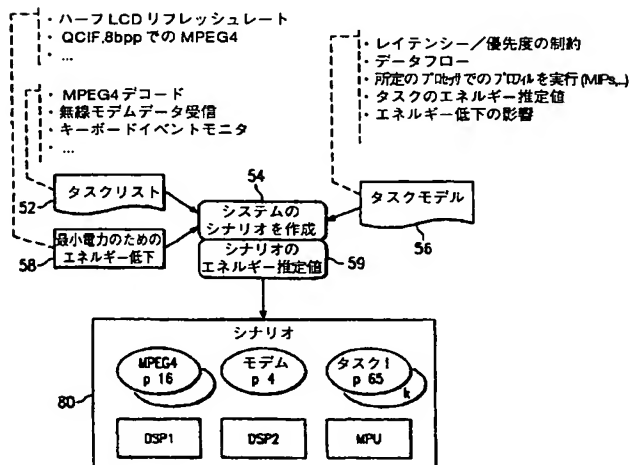 ・ハーフLCDリフレッシュレート
・QCIF,8bppでのMPEG4
・...
・MPEG4デコード
・無線モデムデータ受信
・キーボードイベントモニタ
・...
・レイテンシー/優先度の制約
・データフロー
・所定のプロセッサでのプロフィルを実行(MIPs,...)
・タスクのエネルギー推定値
・エネルギー低下の影響
54
52
タスクリスト
システムの
シナリオを作成
タスクモデル
56
58
最小電力のための
エネルギー低下
シナリオの
エネルギー推定値
59
シナリオ
MPEG4
p 16
モデム
p 4
タスク1
p 65
k
80
DSP1
DSP2
MPU